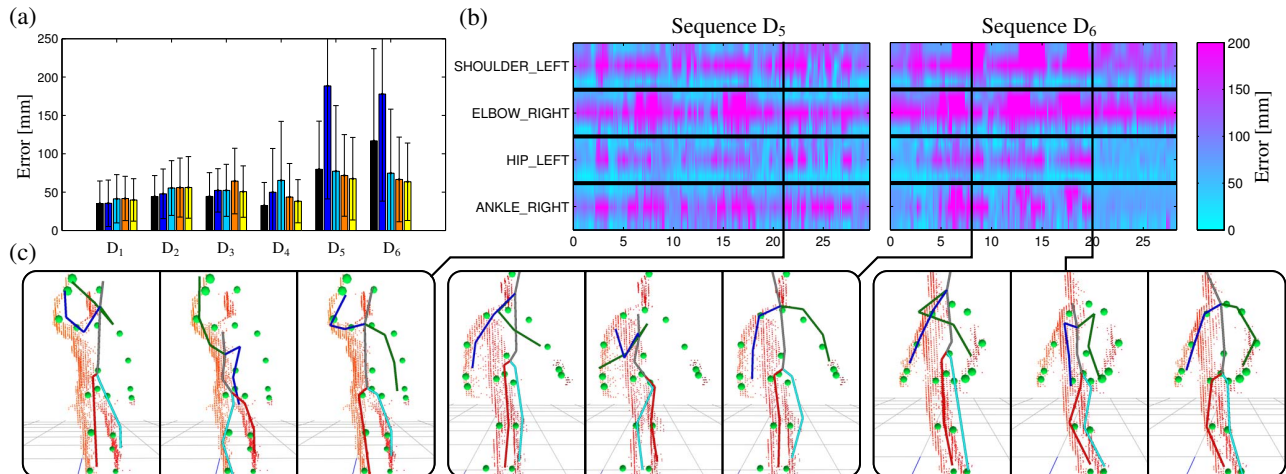 (a)
250
200
150
100
50
0
Error [mm]
D1 D2 D3 D4 D5 D6
(b)
Sequence D5 Sequence D6
SHOULDER_LEFT
ELBOW_RIGHT
HIP_LEFT
ANKLE_RIGHT
0 5 10 15 20 25
0 5 10 15 20 25
200
150
100
50
0
Error [mm]
(c)